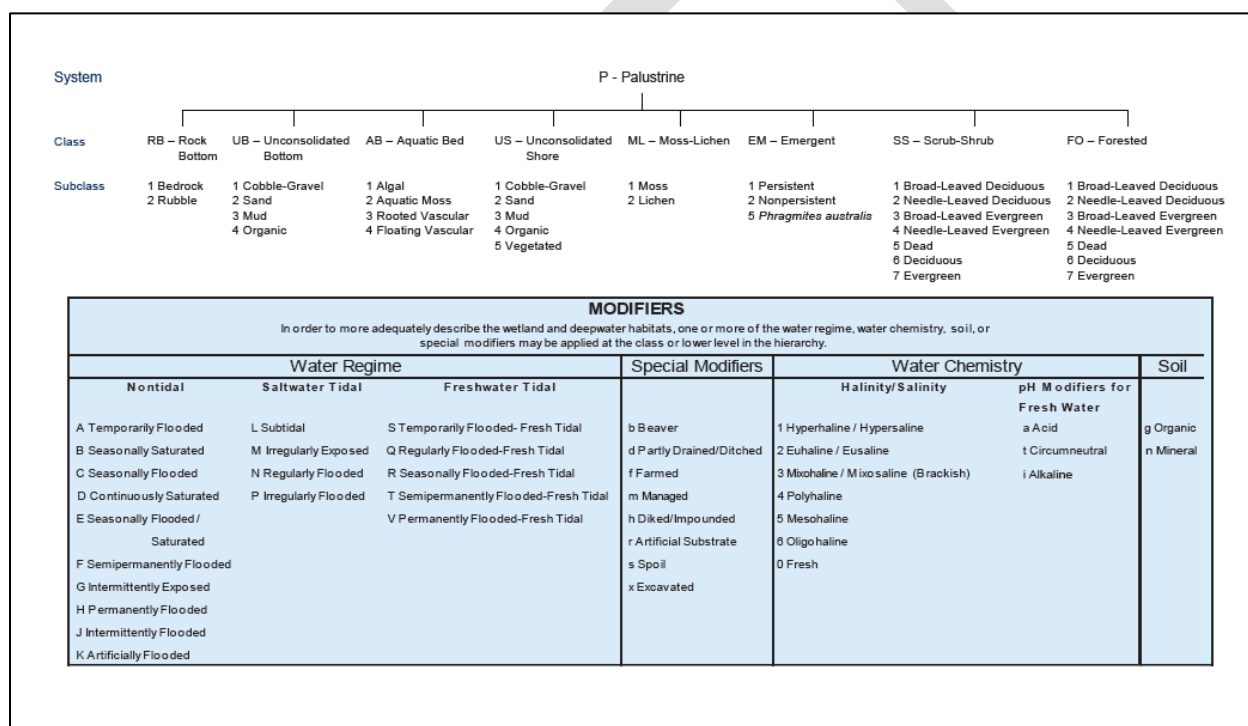 System
P - Palustrine
Class
RB – Rock
Bottom
UB – Unconsolidated
Bottom
AB – Aquatic Bed
US – Unconsolidated
Shore
ML – Moss-Lichen
EM – Emergent
SS – Scrub-Shrub
FO – Forested
Subclass
1 Bedrock
2 Rubble
1 Cobble-Gravel
2 Sand
3 Mud
4 Organic
1 Algal
2 Aquatic Moss
3 Rooted Vascular
4 Floating Vascular
1 Cobble-Gravel
2 Sand
3 Mud
4 Organic
5 Vegetated
1 Moss
2 Lichen
1 Persistent
2 Nonpersistent
5 Phragmites australis
1 Broad-Leaved Deciduous
2 Needle-Leaved Deciduous
3 Broad-Leaved Evergreen
4 Needle-Leaved Evergreen
5 Dead
6 Deciduous
7 Evergreen
1 Broad-Leaved Deciduous
2 Needle-Leaved Deciduous
3 Broad-Leaved Evergreen
4 Needle-Leaved Evergreen
5 Dead
6 Deciduous
7 Evergreen
MODIFIERS
In order to more adequately describe the wetland and deepwater habitats, one or more of the water regime, water chemistry, soil, or
special modifiers may be applied at the class or lower level in the hierarchy.
Water Regime
Special Modifiers
Water Chemistry
Soil
Nontidal
A Temporarily Flooded
B Seasonally Saturated
C Seasonally Flooded
D Continuously Saturated
E Seasonally Flooded/
Saturated
F Semipermanently Flooded
G Intermittently Exposed
H Permanently Flooded
J Intermittently Flooded
K Artificially Flooded
Saltwater Tidal
L Subtidal
M Irregularly Exposed
N Regularly Flooded
P Irregularly Flooded
Freshwater Tidal
S Temporarily Flooded- Fresh Tidal
Q Regularly Flooded-Fresh Tidal
R Seasonally Flooded-Fresh Tidal
T Semipermanently Flooded-Fresh Tidal
V Permanently Flooded-Fresh Tidal
b Beaver
d Partly Drained/Ditched
f Farmed
m Managed
h Diked/Impounded
r Artificial Substrate
s Spoil
x Excavated
Halinity/Salinity
1 Hyperhaline / Hypersaline
2 Euhaline / Eusaline
3 Mixohaline / Mixosaline (Brackish)
4 Polyhaline
5 Mesohaline
6 Oligohaline
0 Fresh
pH Modifiers for
Fresh Water
a Acid
t Circumneutral
i Alkaline
g Organic
n Mineral